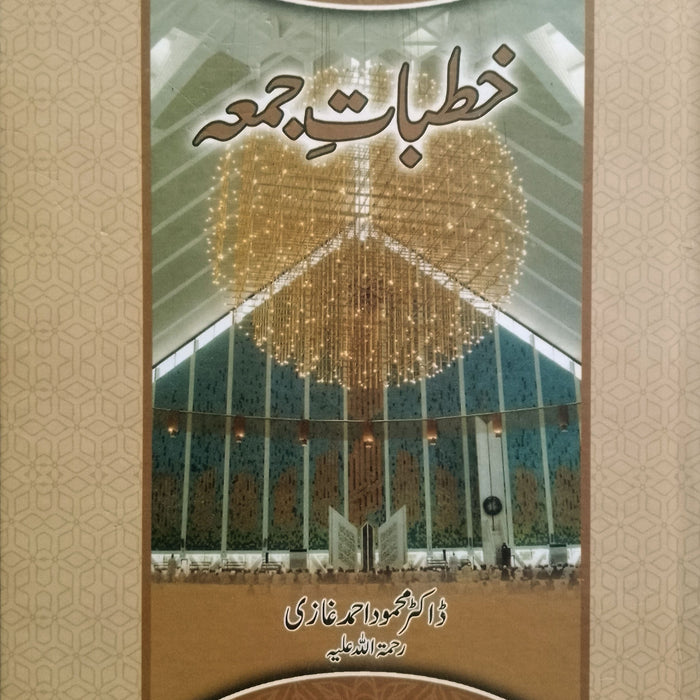 خطباتِ جمعہ
ڈاکٹر محمود احمد غازی
رحمۃ اللہ علیہ